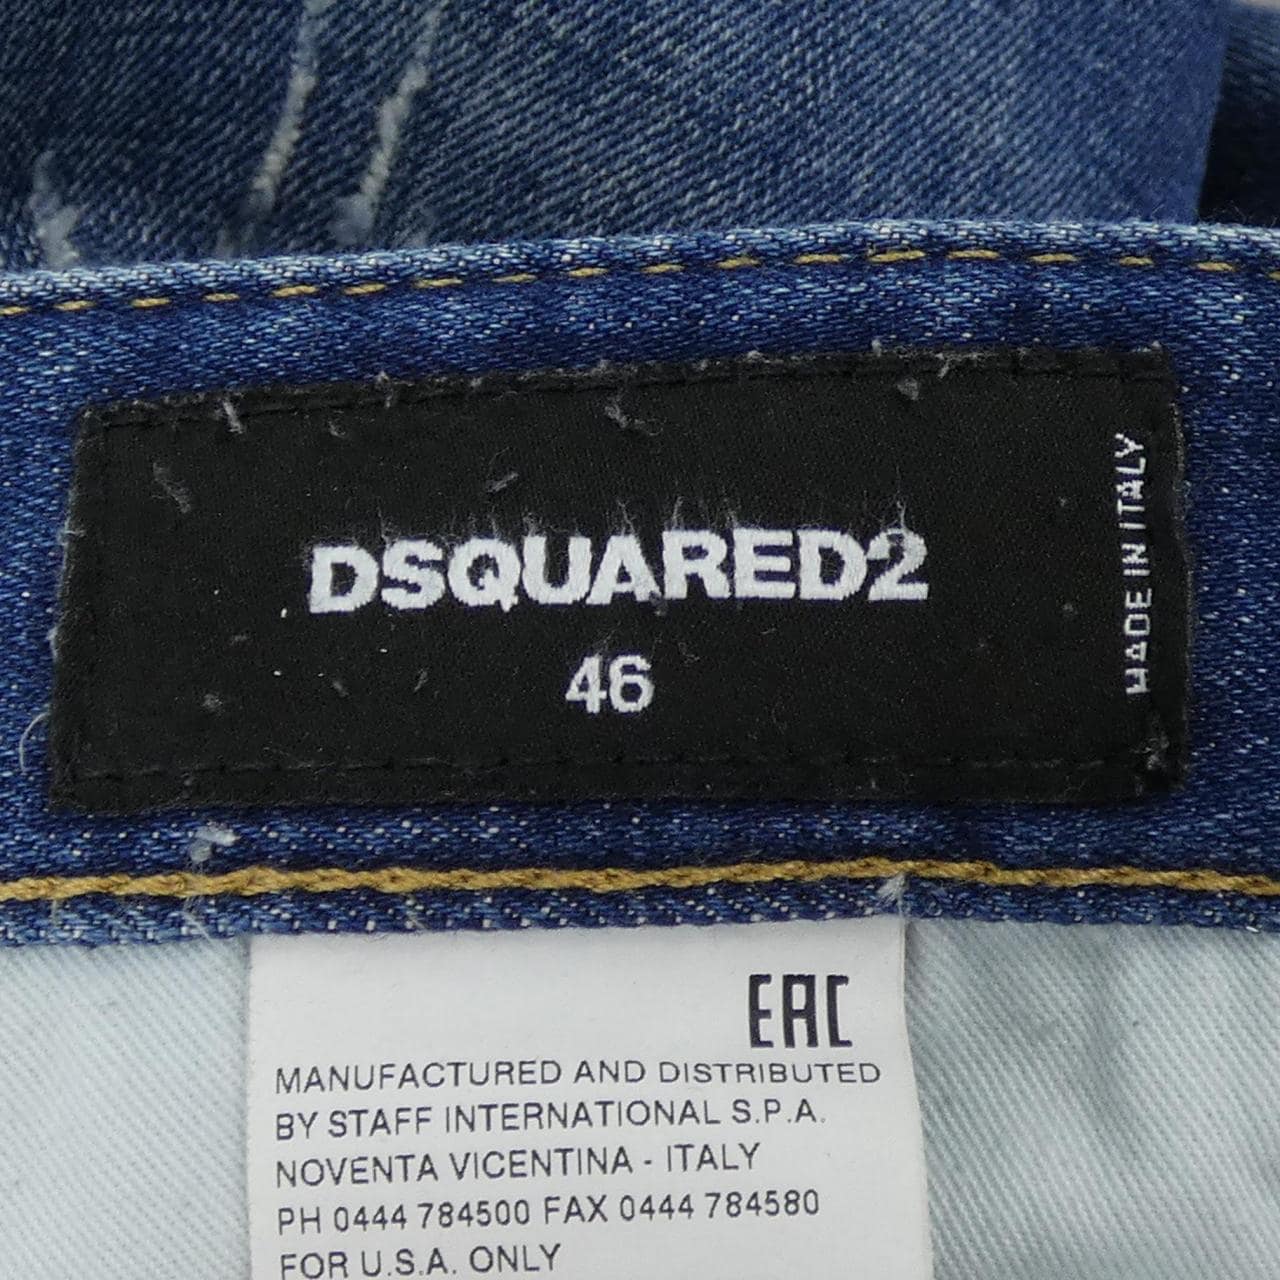 DSQUARED2
46
MADE IN ITALY
EAC
MANUFACTURED AND DISTRIBUTED
BY STAFF INTERNATIONAL S.P.A.
NOVENTA VICENTINA - ITALY
PH 0444 784500 FAX 0444 784580
FOR U.S.A. ONLY